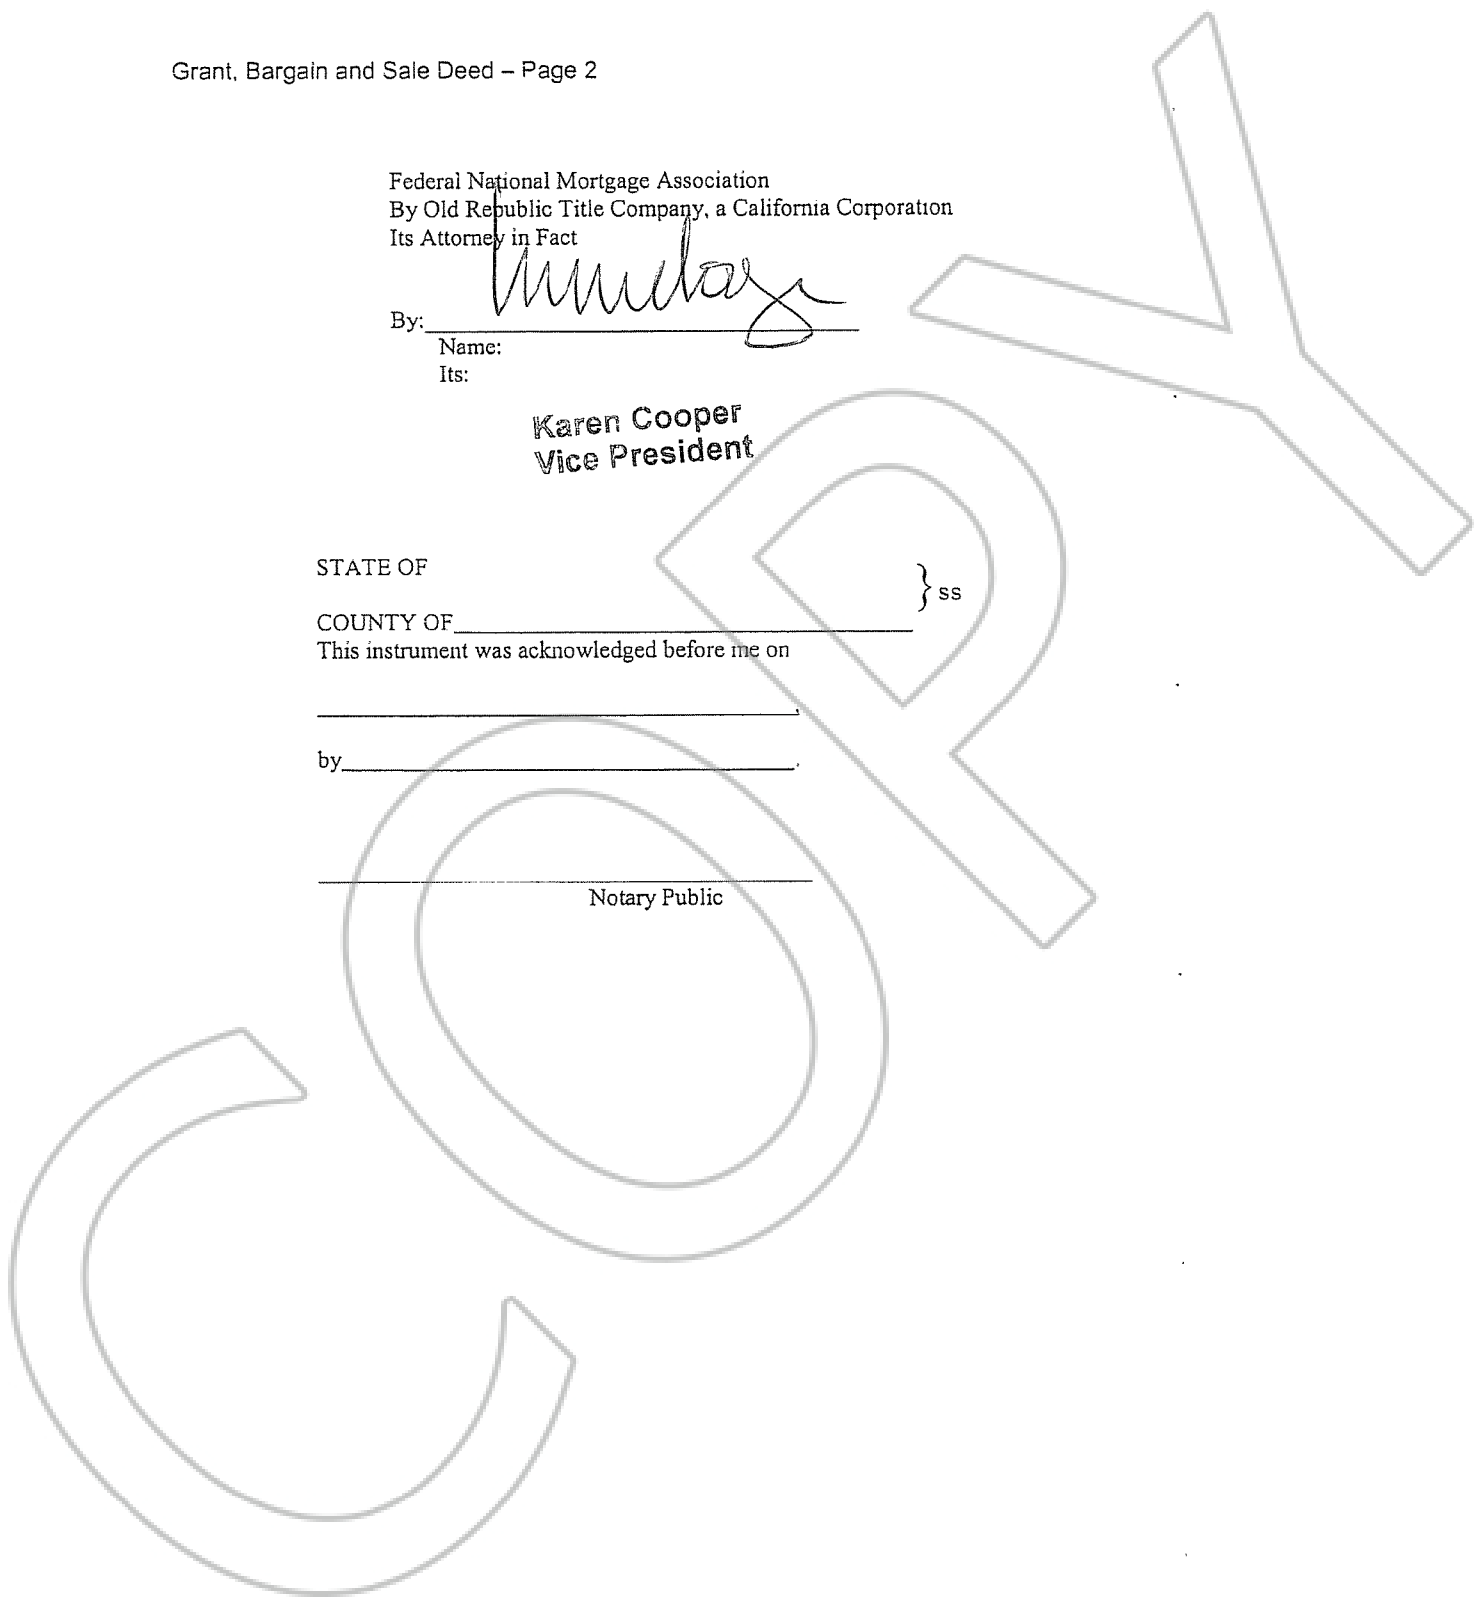 Grant, Bargain and Sale Deed – Page 2
Federal National Mortgage Association
By Old Republic Title Company, a California Corporation
Its Attorney in Fact
By:
Name:
Its:
Karen Cooper
Vice President
STATE OF
} ss
COUNTY OF
This instrument was acknowledged before me on
,
by .
Notary Public
COPY